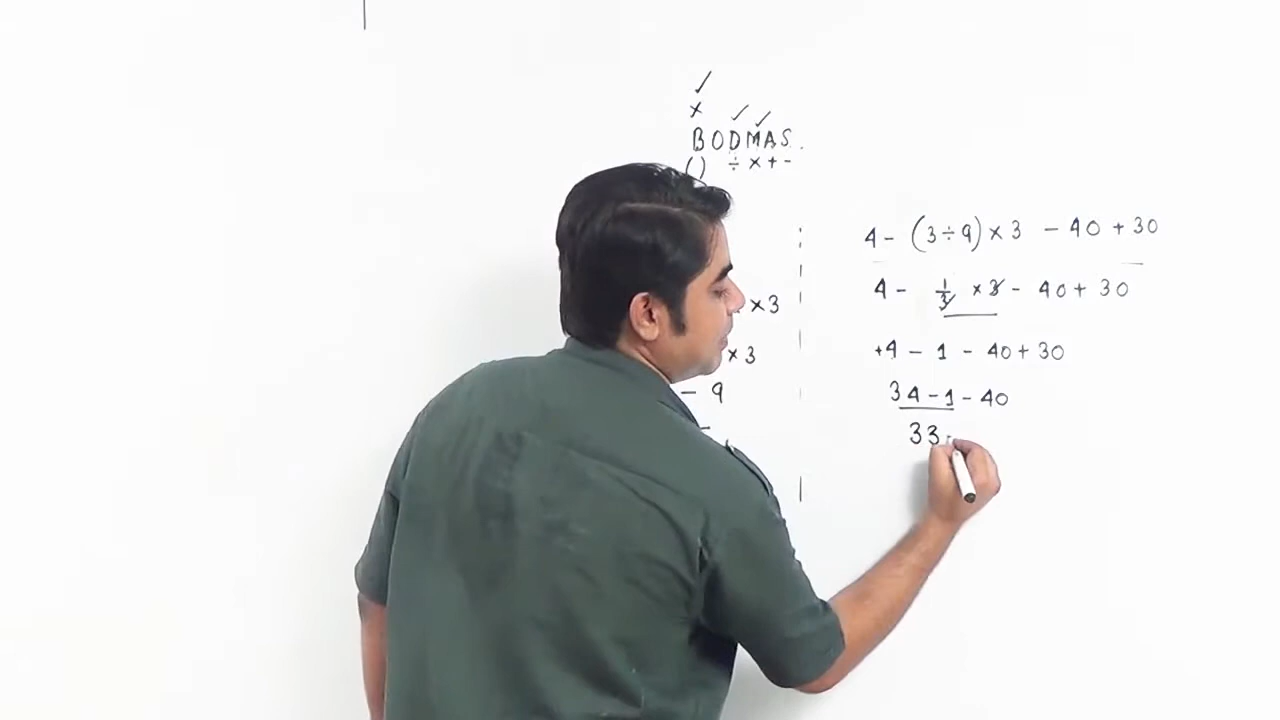 BODMAS.
() ÷ × + -
× 3
× 3
- 9
4 - (3 ÷ 9) × 3 - 40 + 30
4 - 1/3 × 3 - 40 + 30
+4 - 1 - 40 + 30
34 - 1 - 40
33 -